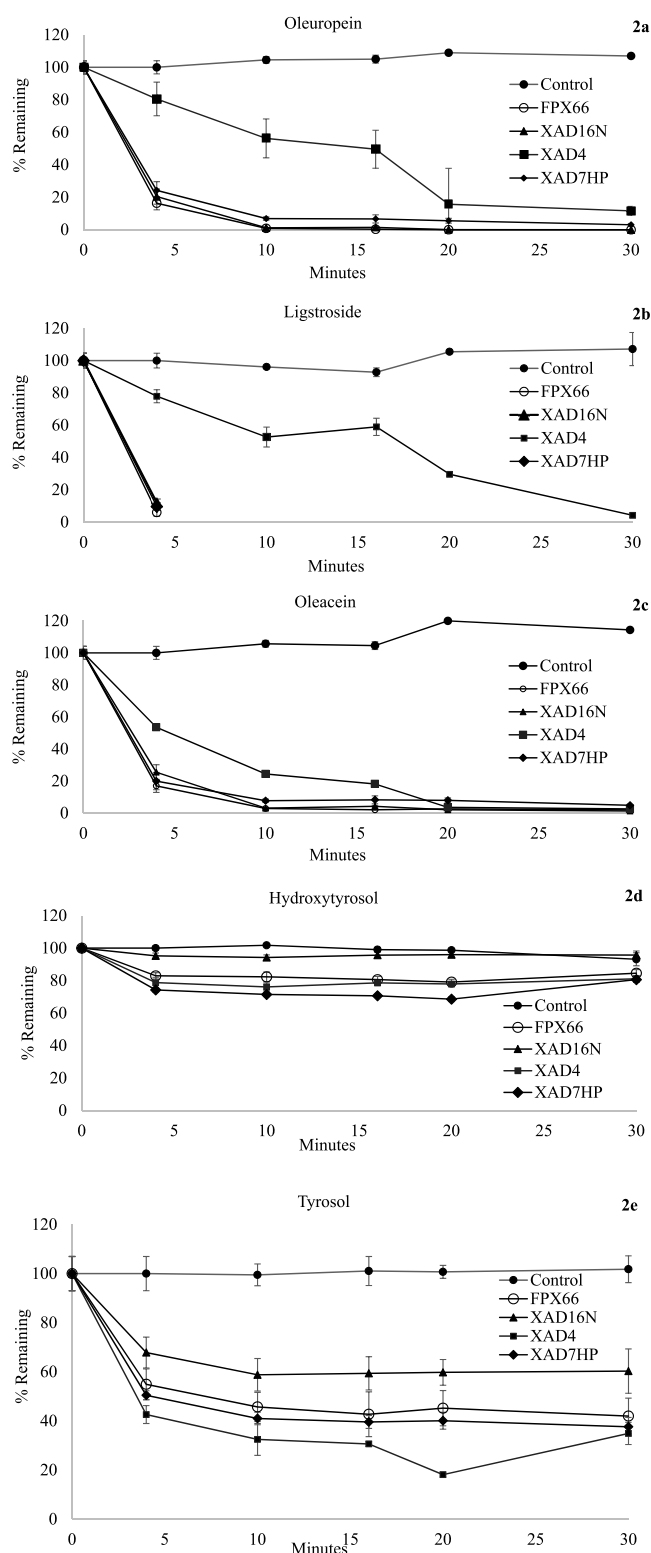 Oleuropein
2a
120
100
80
60
40
20
0
% Remaining
Control
FPX66
XAD16N
XAD4
XAD7HP
0 5 10 15 20 25 30
Minutes
Ligstroside
2b
120
100
80
60
40
20
0
% Remaining
Control
FPX66
XAD16N
XAD4
XAD7HP
0 5 10 15 20 25 30
Minutes
Oleacein
2c
120
100
80
60
40
20
0
% Remaining
Control
FPX66
XAD16N
XAD4
XAD7HP
0 5 10 15 20 25 30
Minutes
Hydroxytyrosol
2d
120
100
80
60
40
20
0
% Remaining
Control
FPX66
XAD16N
XAD4
XAD7HP
0 5 10 15 20 25 30
Minutes
Tyrosol
2e
120
100
80
60
40
20
0
% Remaining
Control
FPX66
XAD16N
XAD4
XAD7HP
0 5 10 15 20 25 30
Minutes